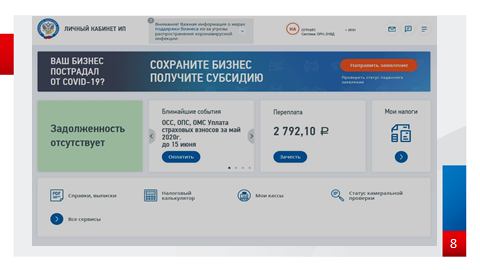 ЛИЧНЫЙ КАБИНЕТ ИП
Внимание! Важная информация о мерах
поддержки бизнеса из-за угрозы
распространения коронавирусной
инфекции
НА
ИНН
ВАШ БИЗНЕС
ПОСТРАДАЛ
ОТ COVID-19?
СОХРАНИТЕ БИЗНЕС
ПОЛУЧИТЕ СУБСИДИЮ
Направить заявление
Проверить статус поданного
заявления
Задолженность
отсутствует
Ближайшие события
ОСС, ОПС, ОМС Уплата
страховых взносов за май
2020г.
до 15 июня
Оплатить
Переплата
2 792,10 ₽
Зачесть
Мои налоги
PDF
Справки, выписки
Налоговый
калькулятор
Мои кассы
Статус камеральной
проверки
Все сервисы
8